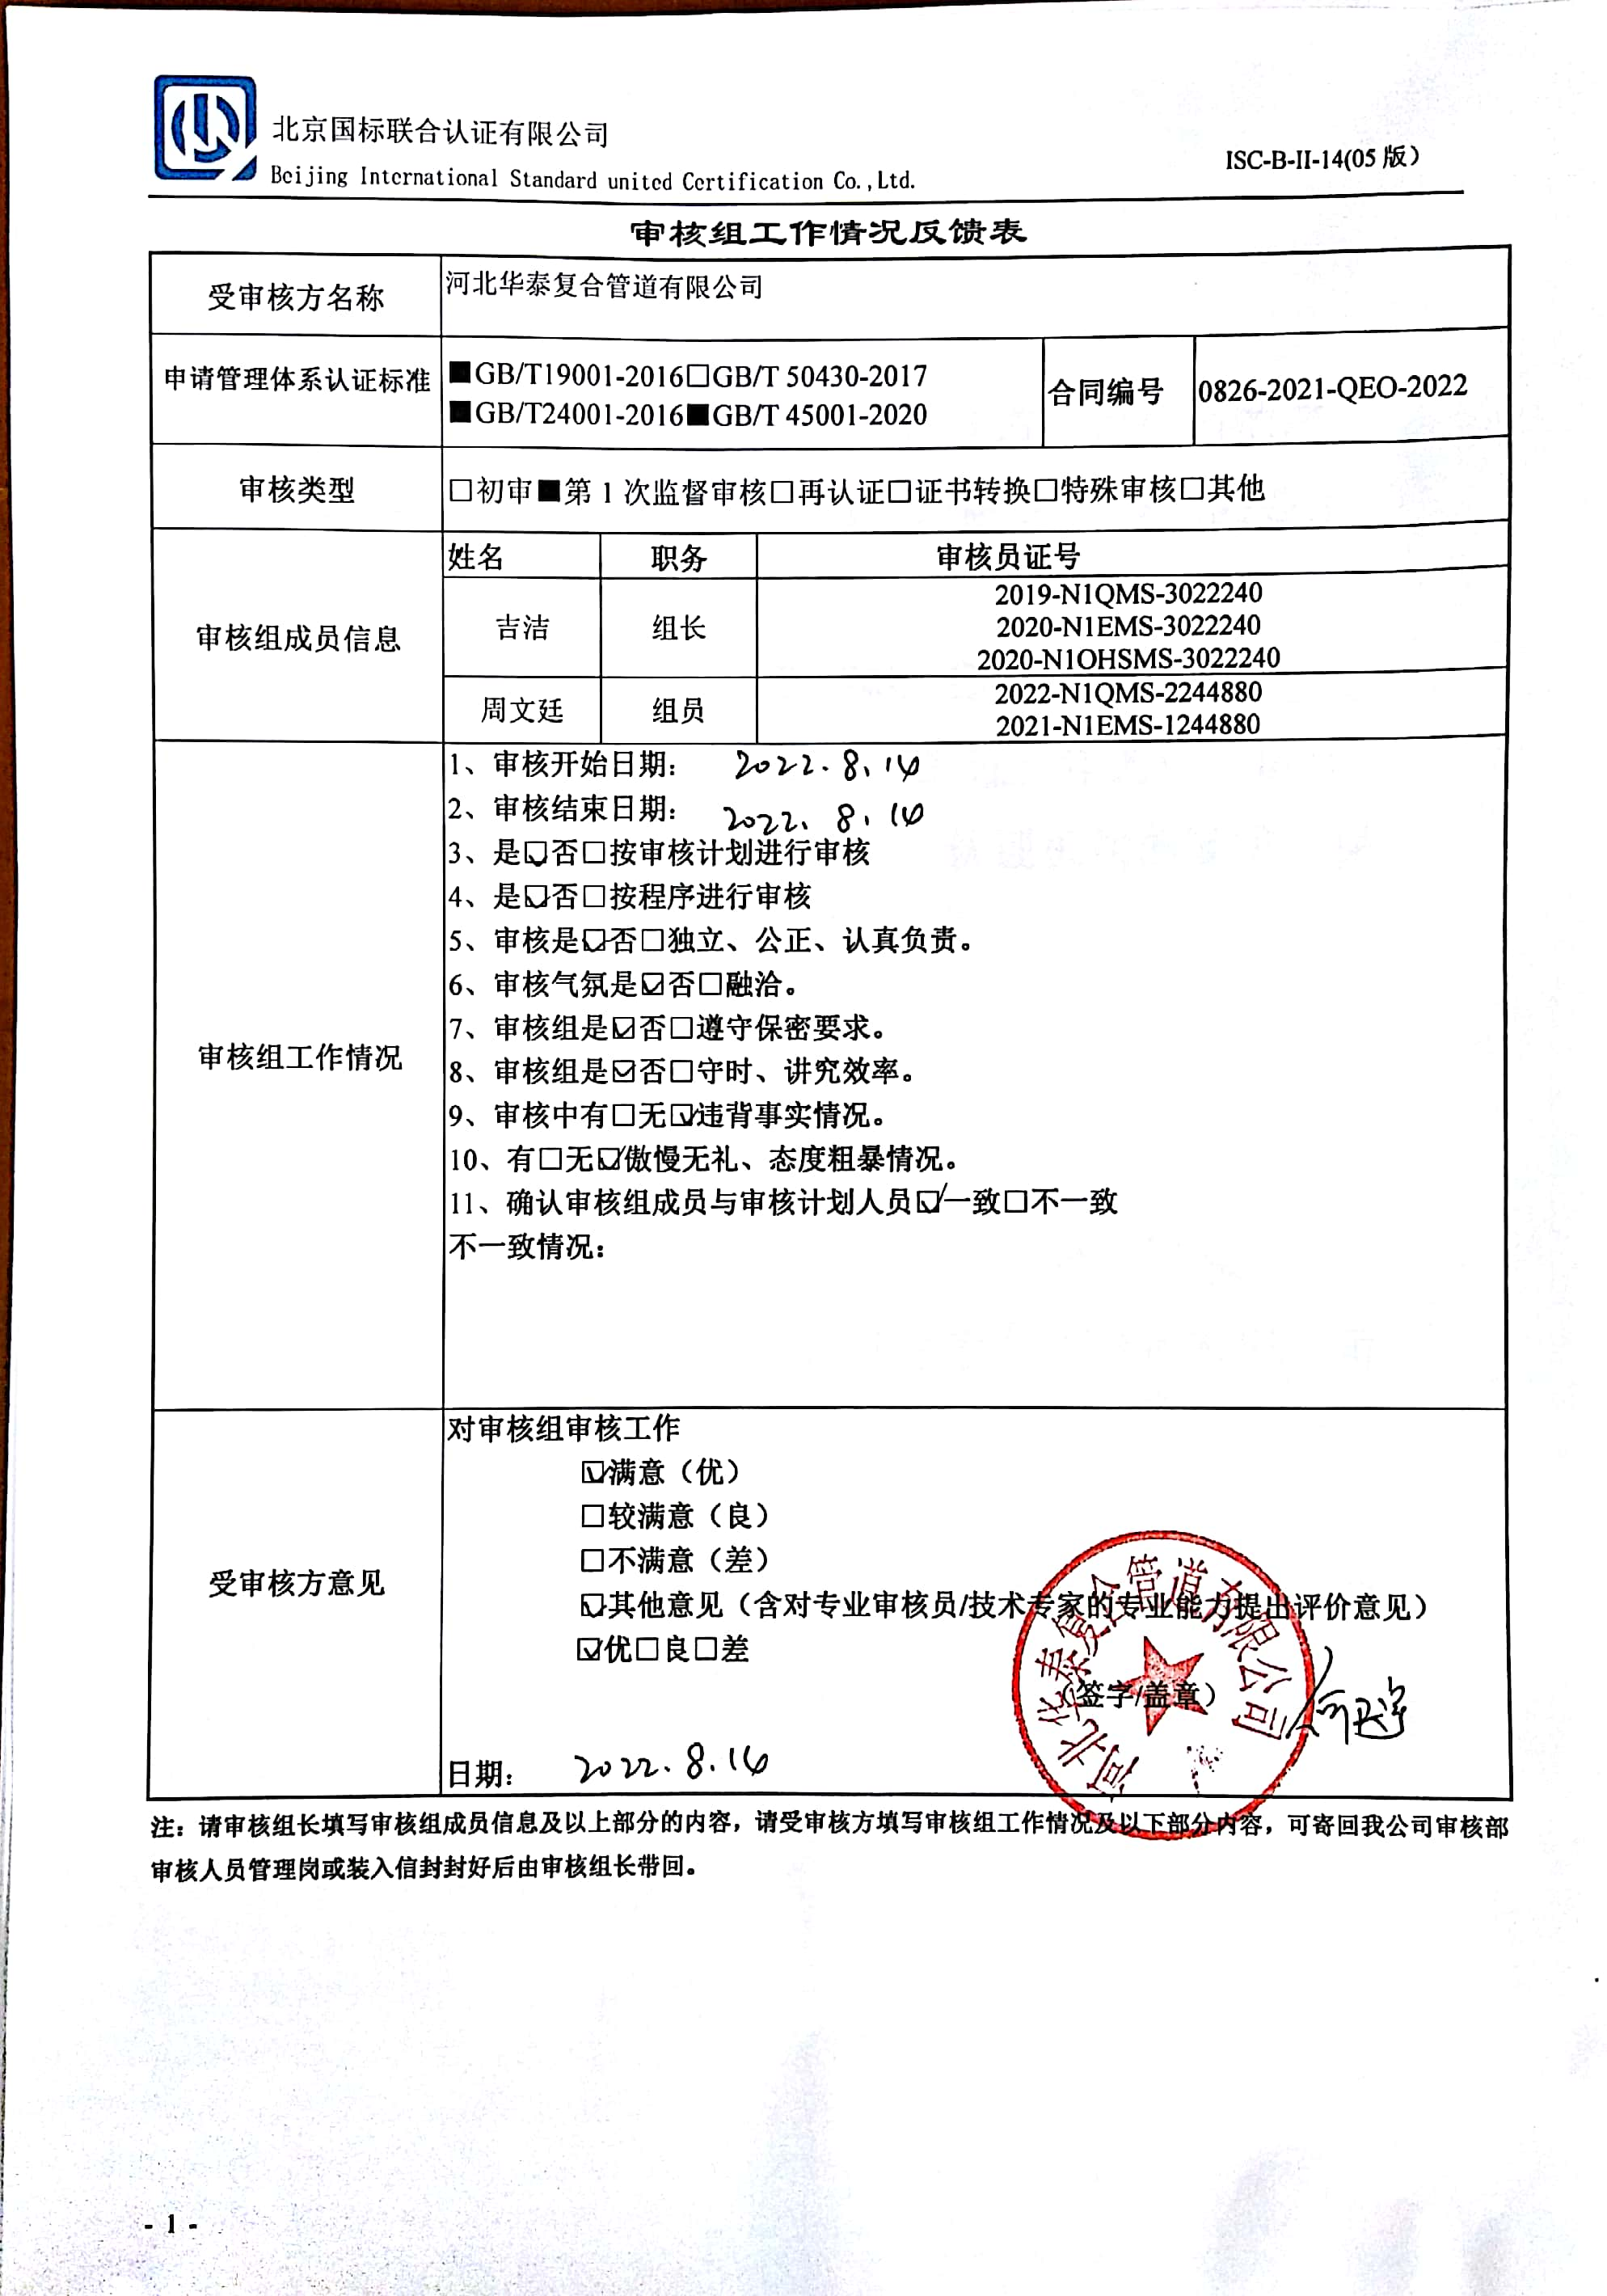 北京国标联合认证有限公司
Beijing International Standard united Certification Co.,Ltd.
ISC-B-II-14(05 版）
审核组工作情况反馈表
受审核方名称
河北华泰复合管道有限公司
申请管理体系认证标准
■GB/T19001-2016□GB/T 50430-2017
■GB/T24001-2016■GB/T 45001-2020
合同编号
0826-2021-QEO-2022
审核类型
□初审■第 1 次监督审核□再认证□证书转换□特殊审核□其他
审核组成员信息
姓名
职务
审核员证号
吉洁
组长
2019-N1QMS-3022240
2020-N1EMS-3022240
2020-N1OHSMS-3022240
周文廷
组员
2022-N1QMS-2244880
2021-N1EMS-1244880
审核组工作情况
1、审核开始日期： 2022.8.14
2、审核结束日期： 2022.8.14
3、是☑否□按审核计划进行审核
4、是☑否□按程序进行审核
5、审核是☑否□独立、公正、认真负责。
6、审核气氛是☑否□融洽。
7、审核组是☑否□遵守保密要求。
8、审核组是☑否□守时、讲究效率。
9、审核中有□无☑违背事实情况。
10、有□无☑傲慢无礼、态度粗暴情况。
11、确认审核组成员与审核计划人员☑一致□不一致
不一致情况：
受审核方意见
对审核组审核工作
☑满意（优）
□较满意（良）
□不满意（差）
☑其他意见（含对专业审核员/技术专家的专业能力提出评价意见）
☑优□良□差
（签字/盖章）
河北华泰复合管道有限公司
日期： 2022.8.14
注：请审核组长填写审核组成员信息及以上部分的内容，请受审核方填写审核组工作情况及以下部分内容，可寄回我公司审核部
审核人员管理岗或装入信封封好后由审核组长带回。
- 1 -